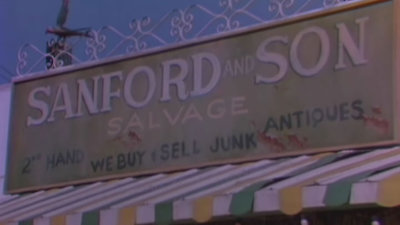 SANFORD AND SON
SALVAGE
2ND HAND WE BUY & SELL JUNK ANTIQUES